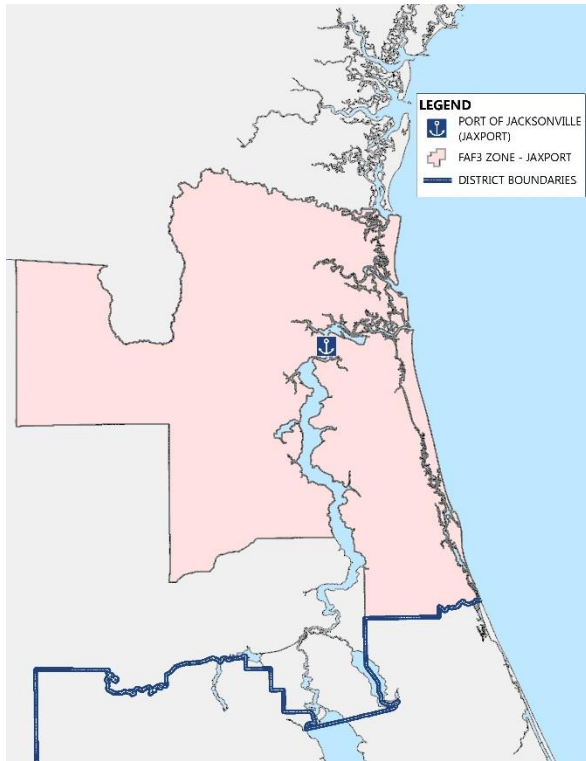 LEGEND
PORT OF JACKSONVILLE
(JAXPORT)
FAF3 ZONE - JAXPORT
DISTRICT BOUNDARIES